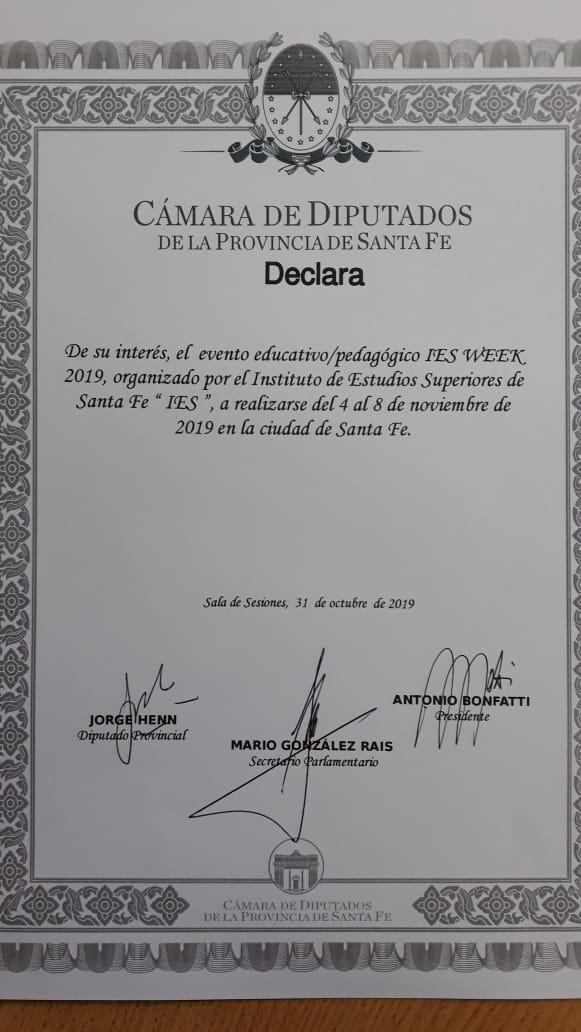 CÁMARA DE DIPUTADOS
DE LA PROVINCIA DE SANTA FE
Declara
De su interés, el evento educativo/pedagógico IES WEEK
2019, organizado por el Instituto de Estudios Superiores de
Santa Fe “ IES ”, a realizarse del 4 al 8 de noviembre de
2019 en la ciudad de Santa Fe.
Sala de Sesiones, 31 de octubre de 2019
JORGE HENN
Diputado Provincial
MARIO GONZÁLEZ RAIS
Secretario Parlamentario
ANTONIO BONFATTI
Presidente
CÁMARA DE DIPUTADOS
DE LA PROVINCIA DE SANTA FE